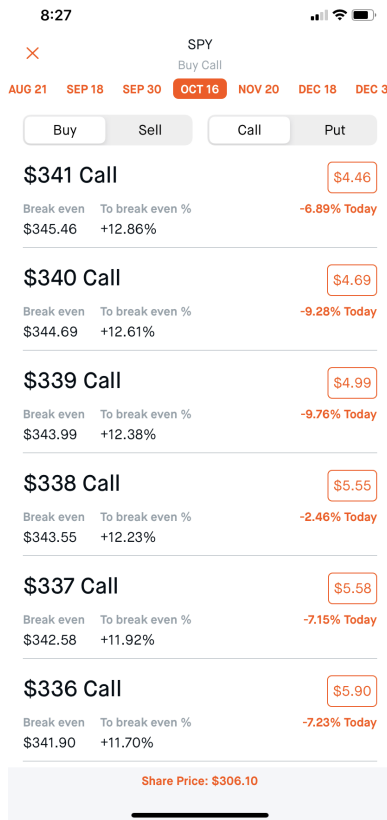 8:27
SPY
Buy Call
AUG 21 SEP 18 SEP 30 OCT 16 NOV 20 DEC 18 DEC 3
Buy Sell Call Put
$341 Call $4.46
Break even To break even % -6.89% Today
$345.46 +12.86%
$340 Call $4.69
Break even To break even % -9.28% Today
$344.69 +12.61%
$339 Call $4.99
Break even To break even % -9.76% Today
$343.99 +12.38%
$338 Call $5.55
Break even To break even % -2.46% Today
$343.55 +12.23%
$337 Call $5.58
Break even To break even % -7.15% Today
$342.58 +11.92%
$336 Call $5.90
Break even To break even % -7.23% Today
$341.90 +11.70%
Share Price: $306.10